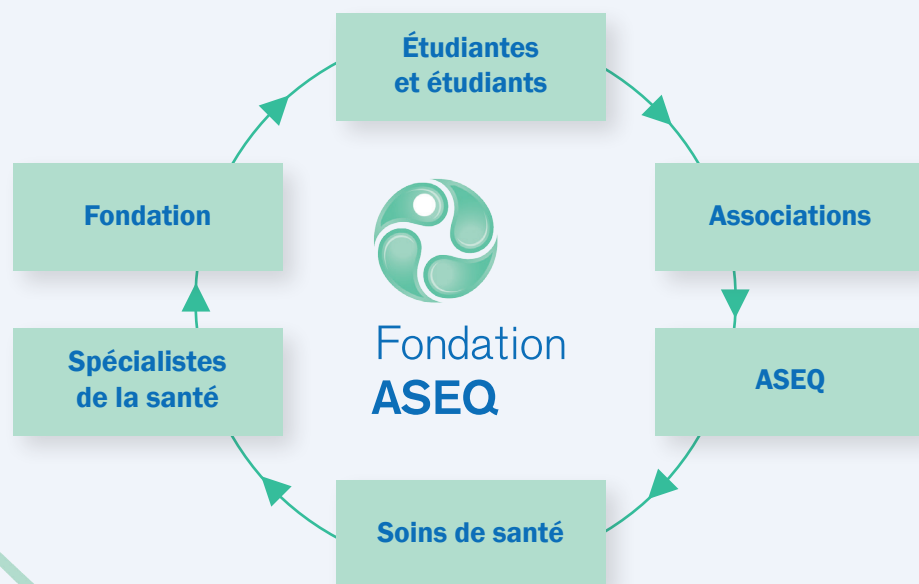 Étudiantes
et étudiants
Fondation
Associations
Fondation
ASEQ
Spécialistes
de la santé
ASEQ
Soins de santé